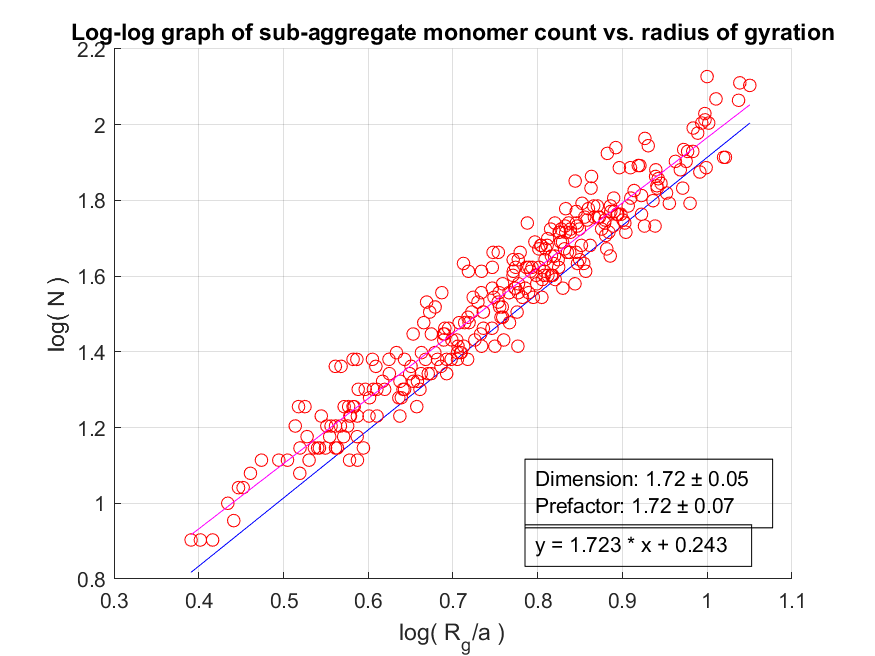 Log-log graph of sub-aggregate monomer count vs. radius of gyration
2.2
2
1.8
1.6
1.4
1.2
1
0.8
log( N )
Dimension: 1.72 ± 0.05
Prefactor: 1.72 ± 0.07
y = 1.723 * x + 0.243
0.3 0.4 0.5 0.6 0.7 0.8 0.9 1 1.1
log( Rg/a )